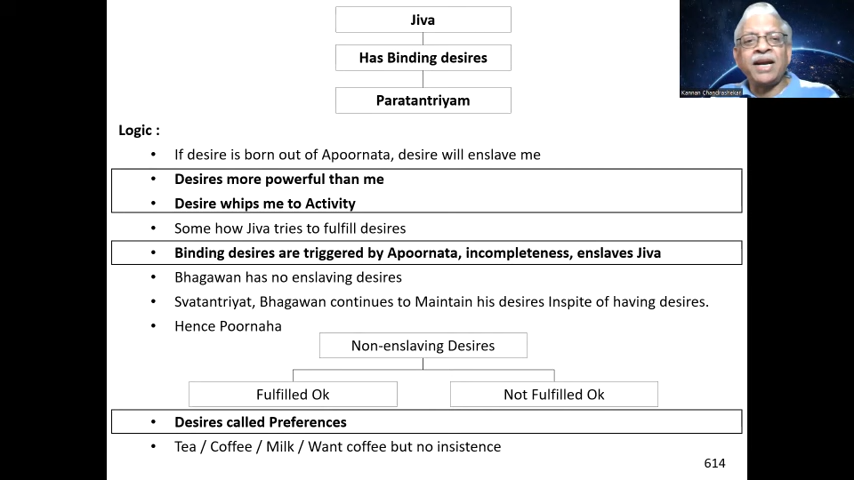 Jiva
Has Binding desires
Kannan Chandrashekar
Paratantriyam
Logic :
• If desire is born out of Apoornata, desire will enslave me
• Desires more powerful than me
• Desire whips me to Activity
• Some how Jiva tries to fulfill desires
• Binding desires are triggered by Apoornata, incompleteness, enslaves Jiva
• Bhagawan has no enslaving desires
• Svatantriyat, Bhagawan continues to Maintain his desires Inspite of having desires.
• Hence Poornaha
Non-enslaving Desires
Fulfilled Ok Not Fulfilled Ok
• Desires called Preferences
• Tea / Coffee / Milk / Want coffee but no insistence
614